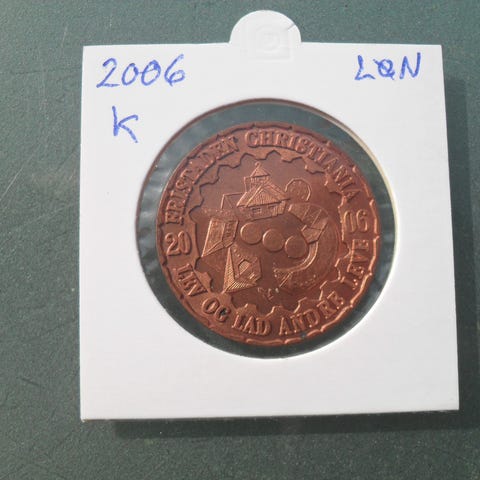 2006 LØN
K
FRISTADEN CHRISTIANIA
20 06
LEV OG LAD ANDRE LEVE